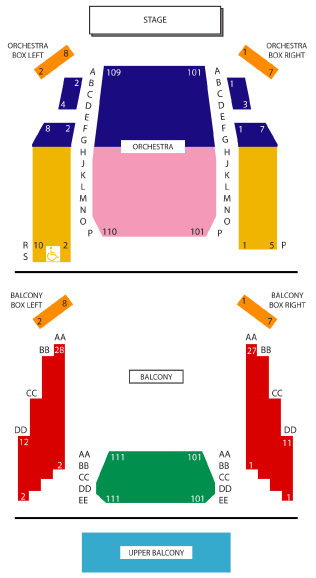 STAGE
ORCHESTRA
BOX LEFT
8
2
ORCHESTRA
BOX RIGHT
1
7
A 109 101 A
B
C
D
E
F
G
H
J
K
L
M
N
O
P
B
C
D
E
F
G
H
J
K
L
M
N
O
P
2
4
1
3
8 2
1 7
ORCHESTRA
110 101
R 10 2
S
1 5 P
BALCONY
BOX LEFT
8
2
BALCONY
BOX RIGHT
1
7
AA
BB 28
CC
DD
12
2
2
AA
27 BB
CC
DD
11
1
1
BALCONY
AA 111 101 AA
BB BB
CC CC
DD DD
EE 111 101 EE
UPPER BALCONY